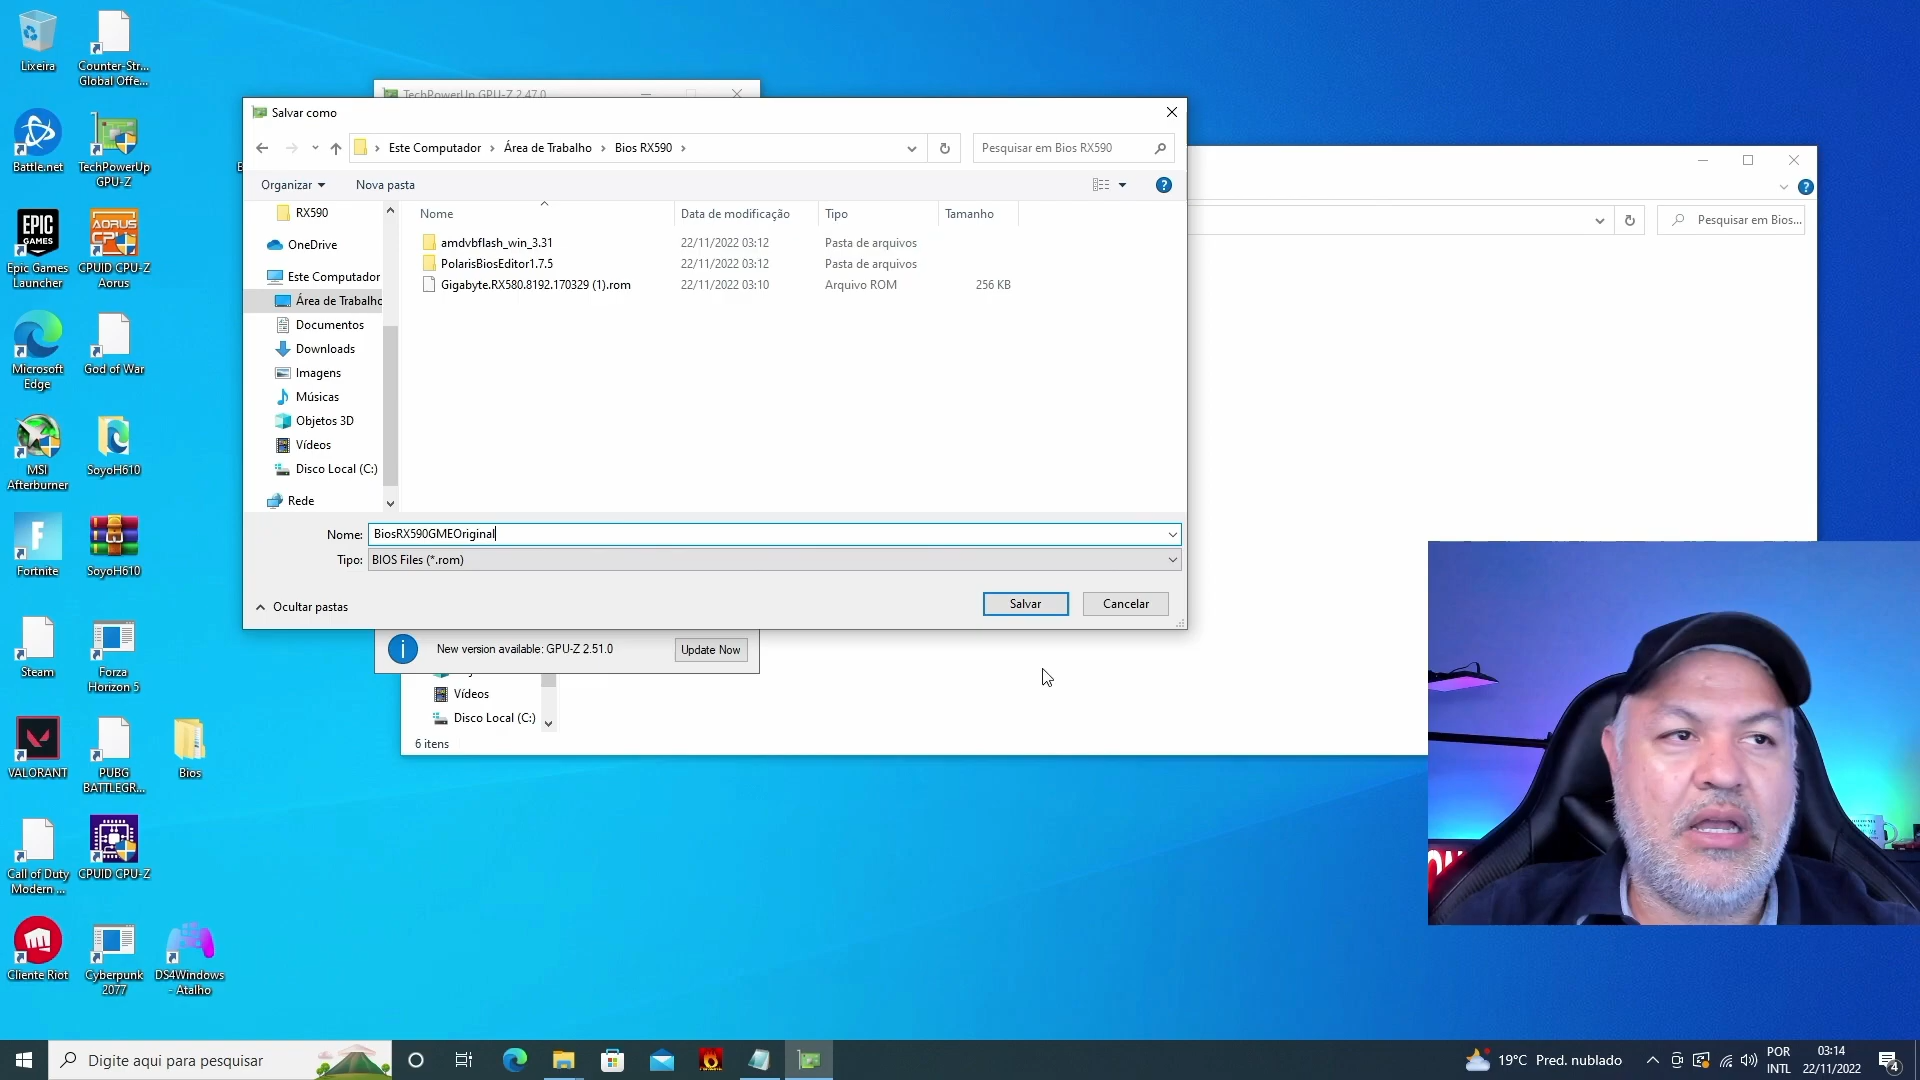 Lixeira
Counter-Str...
Global Offe...
Battle.net
TechPowerUp
GPU-Z
EPIC
GAMES
Epic Games
Launcher
AORUS
CPU-Z
CPUID CPU-Z
Aorus
Microsoft
Edge
God of War
MSI
Afterburner
SoyoH610
Fortnite
SoyoH610
Steam
Forza
Horizon 5
VALORANT
PUBG
BATTLEGR...
Bios
Call of Duty
Modern ...
CPUID CPU-Z
Cliente Riot
Cyberpunk
2077
DS4Windows
- Atalho
TechPowerUp GPU-Z 2.47.0
Salvar como
Este Computador
Área de Trabalho
Bios RX590
Pesquisar em Bios RX590
Organizar
Nova pasta
RX590
OneDrive
Este Computador
Área de Trabalho
Documentos
Downloads
Imagens
Músicas
Objetos 3D
Vídeos
Disco Local (C:)
Rede
Nome
Data de modificação
Tipo
Tamanho
amdvbflash_win_3.31
22/11/2022 03:12
Pasta de arquivos
PolarisBiosEditor1.7.5
22/11/2022 03:12
Pasta de arquivos
Gigabyte.RX580.8192.170329 (1).rom
22/11/2022 03:10
Arquivo ROM
256 KB
Nome: BiosRX590GMEOriginal
Tipo: BIOS Files (*.rom)
Ocultar pastas
Salvar
Cancelar
New version available: GPU-Z 2.51.0
Update Now
Vídeos
Disco Local (C:)
6 itens
Pesquisar em Bios...
Digite aqui para pesquisar
19°C Pred. nublado
POR
INTL
03:14
22/11/2022
4